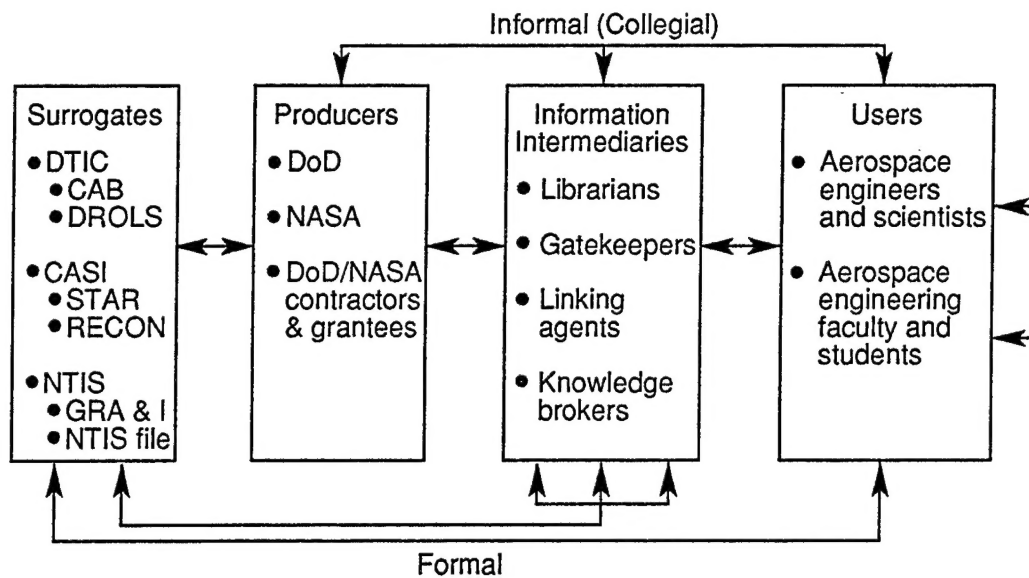 Informal (Collegial)
Surrogates
• DTIC
• CAB
• DROLS
• CASI
• STAR
• RECON
• NTIS
• GRA & I
• NTIS file
Producers
• DoD
• NASA
• DoD/NASA
contractors
& grantees
Information
Intermediaries
• Librarians
• Gatekeepers
• Linking
agents
• Knowledge
brokers
Users
• Aerospace
engineers
and scientists
• Aerospace
engineering
faculty and
students
Formal